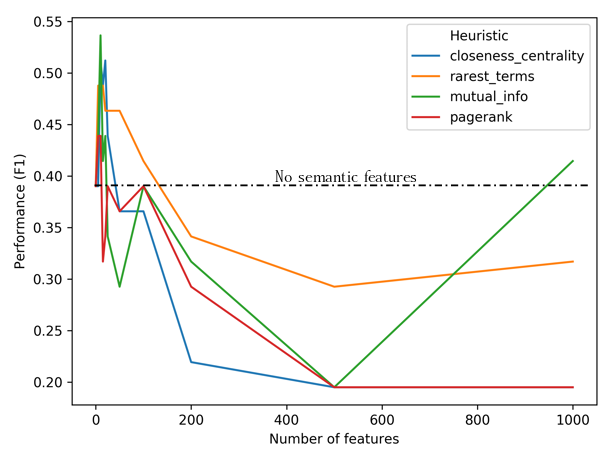 0.55
0.50
0.45
0.40
0.35
0.30
0.25
0.20
Performance (F1)
Heuristic
closeness_centrality
rarest_terms
mutual_info
pagerank
No semantic features
0 200 400 600 800 1000
Number of features